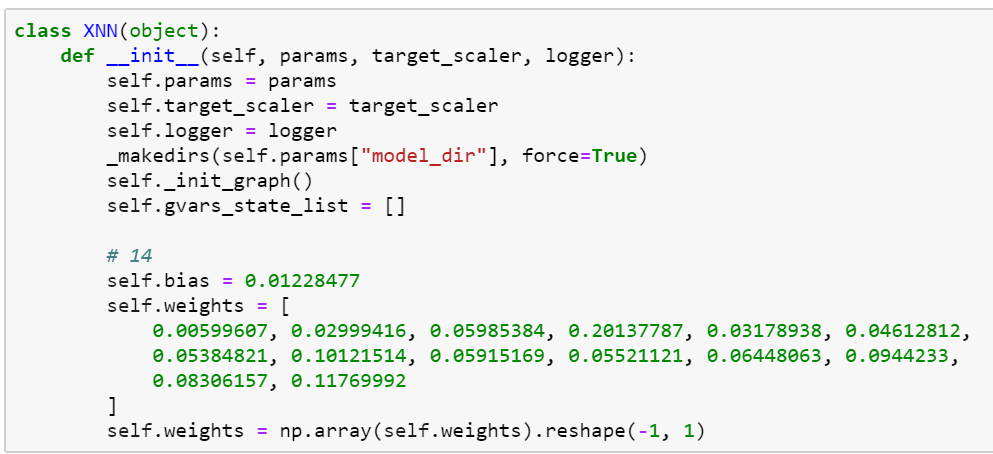 class XNN(object):
    def __init__(self, params, target_scaler, logger):
        self.params = params
        self.target_scaler = target_scaler
        self.logger = logger
        _makedirs(self.params["model_dir"], force=True)
        self._init_graph()
        self.gvars_state_list = []

        # 14
        self.bias = 0.01228477
        self.weights = [
            0.00599607, 0.02999416, 0.05985384, 0.20137787, 0.03178938, 0.04612812,
            0.05384821, 0.10121514, 0.05915169, 0.05521121, 0.06448063, 0.0944233,
            0.08306157, 0.11769992
        ]
        self.weights = np.array(self.weights).reshape(-1, 1)